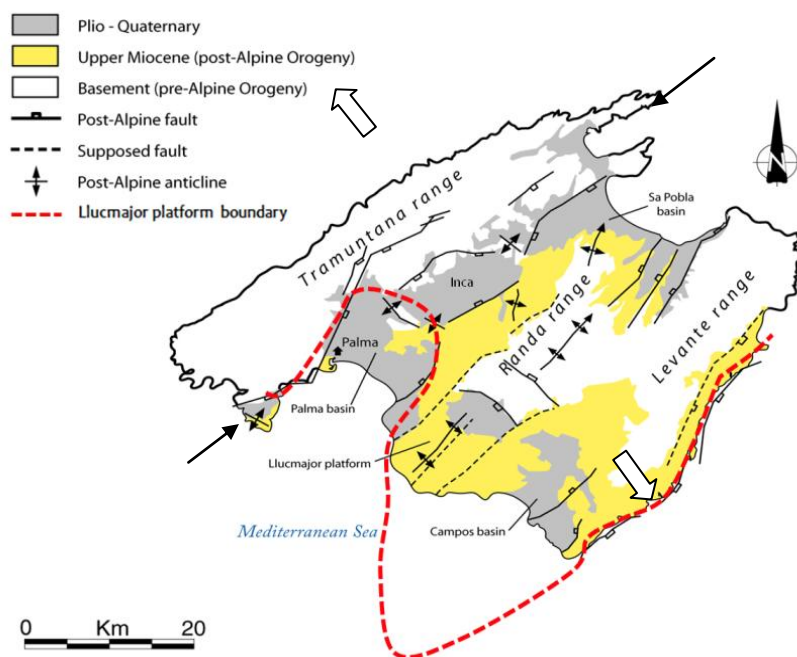 Plio - Quaternary
Upper Miocene (post-Alpine Orogeny)
Basement (pre-Alpine Orogeny)
Post-Alpine fault
Supposed fault
Post-Alpine anticline
Llucmajor platform boundary
N
Tramuntana range
Sa Pobla
basin
Inca
Randa range
Levante range
Palma
Palma basin
Llucmajor platform
Campos basin
Mediterranean Sea
0 Km 20